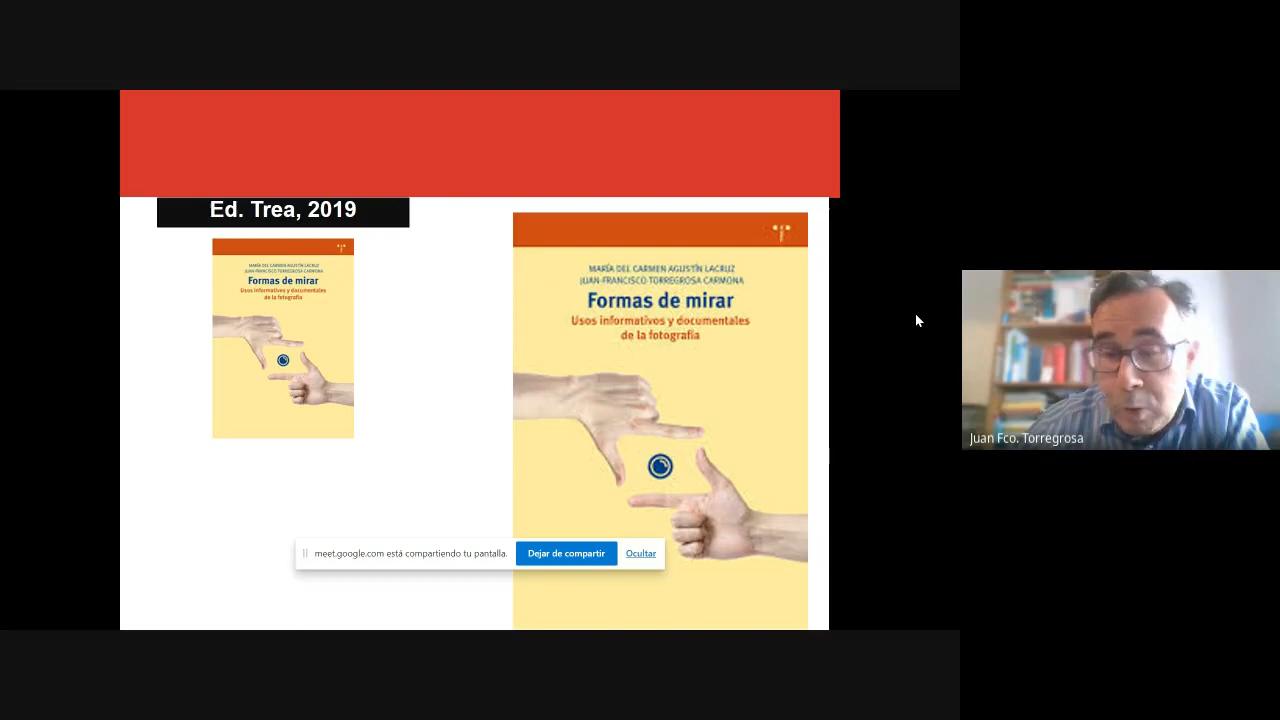 Ed. Trea, 2019
MARÍA DEL CARMEN AGUSTÍN LACRUZ
JUAN-FRANCISCO TORREGROSA CARMONA
Formas de mirar
Usos informativos y documentales
de la fotografía
MARÍA DEL CARMEN AGUSTÍN LACRUZ
JUAN-FRANCISCO TORREGROSA CARMONA
Formas de mirar
Usos informativos y documentales
de la fotografía
meet.google.com está compartiendo tu pantalla. Dejar de compartir Ocultar
Juan Fco. Torregrosa